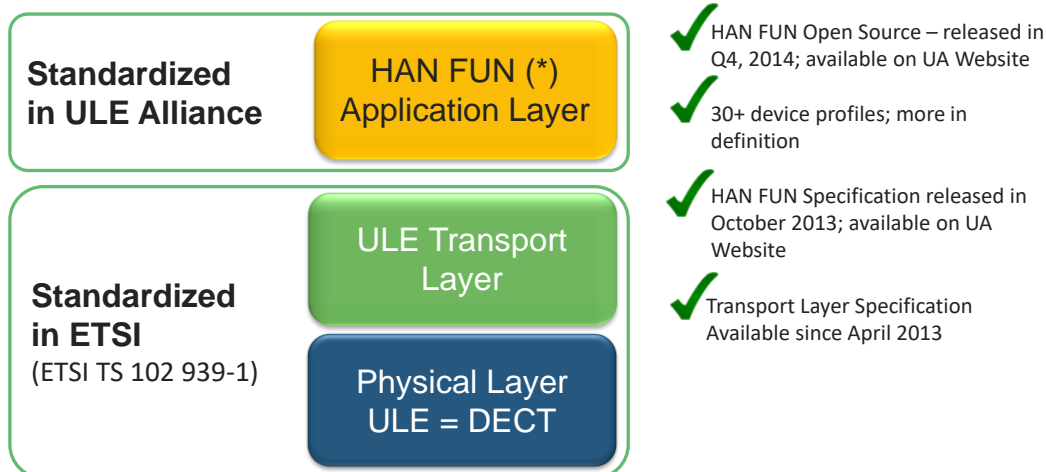 Standardized
in ULE Alliance
HAN FUN (*)
Application Layer
Standardized
in ETSI
(ETSI TS 102 939-1)
ULE Transport
Layer
Physical Layer
ULE = DECT
HAN FUN Open Source – released in
Q4, 2014; available on UA Website
30+ device profiles; more in
definition
HAN FUN Specification released in
October 2013; available on UA
Website
Transport Layer Specification
Available since April 2013